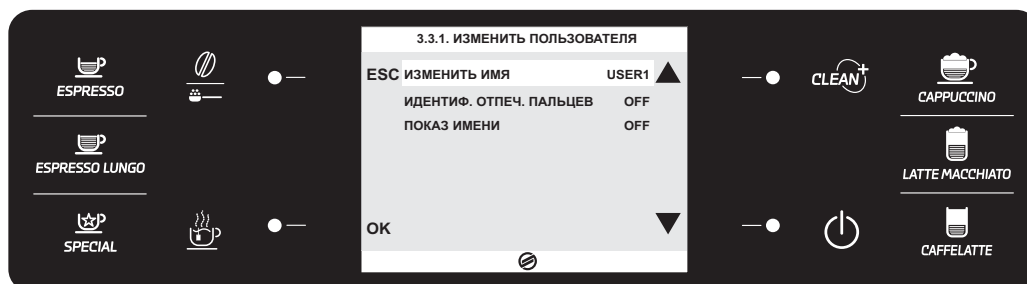 ESPRESSO
ESPRESSO LUNGO
SPECIAL
3.3.1. ИЗМЕНИТЬ ПОЛЬЗОВАТЕЛЯ
ESC ИЗМЕНИТЬ ИМЯ USER1
ИДЕНТИФ. ОТПЕЧ. ПАЛЬЦЕВ OFF
ПОКАЗ ИМЕНИ OFF
OK
CLEAN+
CAPPUCCINO
LATTE MACCHIATO
CAFFELATTE